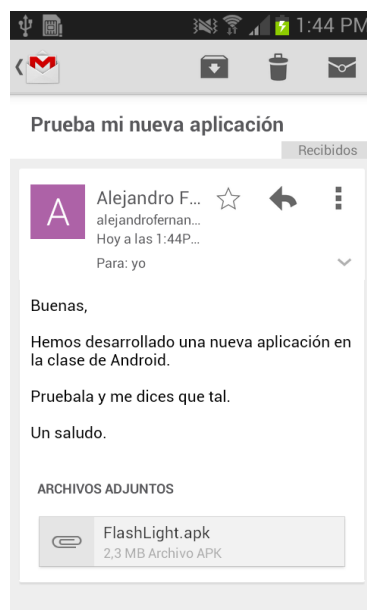 1:44 PM
Prueba mi nueva aplicación
Recibidos
A
Alejandro F...
alejandrofernan...
Hoy a las 1:44P...
Para: yo
Buenas,
Hemos desarrollado una nueva aplicación en
la clase de Android.
Pruebala y me dices que tal.
Un saludo.
ARCHIVOS ADJUNTOS
FlashLight.apk
2,3 MB Archivo APK